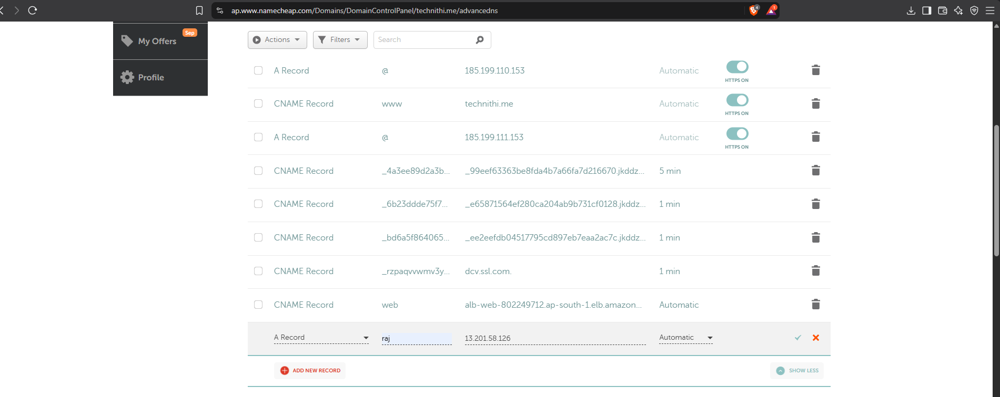 ap.www.namecheap.com/Domains/DomainControlPanel/technithi.me/advancedns
4
1
My Offers
Sep
Profile
Actions
Filters
Search
A Record @ 185.199.110.153 Automatic
HTTPS ON
CNAME Record www technithi.me Automatic
HTTPS ON
A Record @ 185.199.111.153 Automatic
HTTPS ON
CNAME Record _4a3ee89d2a3b... _99eef63363be8fda4b7a66fa7d216670.jkddz... 5 min
CNAME Record _6b23ddde75f7... _e65871564ef280ca204ab9b731cf0128.jkddz... 1 min
CNAME Record _bd6a5f864065... _ee2eefdb04517795cd897eb7eaa2ac7c.jkddz... 1 min
CNAME Record _rzpaqvvwmv3y... dcv.ssl.com. 1 min
CNAME Record web alb-web-802249712.ap-south-1.elb.amazon... Automatic
A Record raj 13.201.58.126 Automatic
ADD NEW RECORD
SHOW LESS